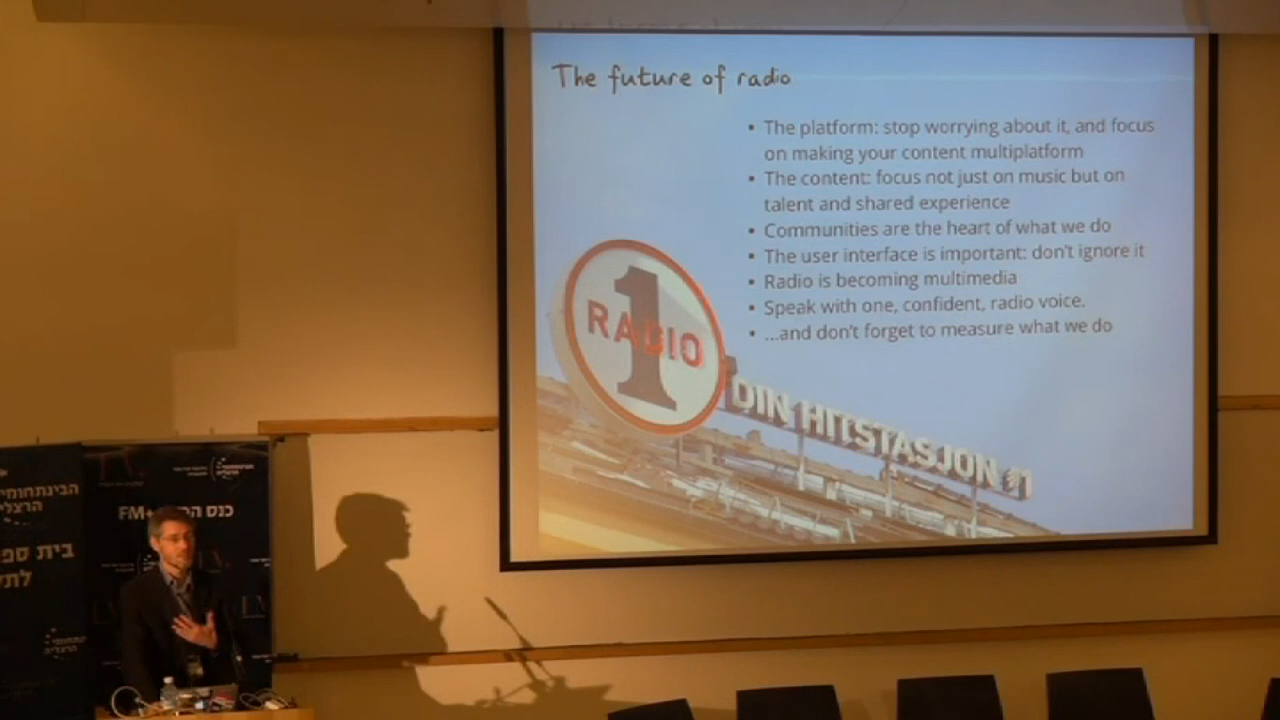 The future of radio
• The platform: stop worrying about it, and focus
on making your content multiplatform
• The content: focus not just on music but on
talent and shared experience
• Communities are the heart of what we do
• The user interface is important: don't ignore it
• Radio is becoming multimedia
• Speak with one, confident, radio voice.
• ...and don't forget to measure what we do
1
RADIO
DIN HITSTASJON #1
הבינתחומי
כנס
FM+
בית